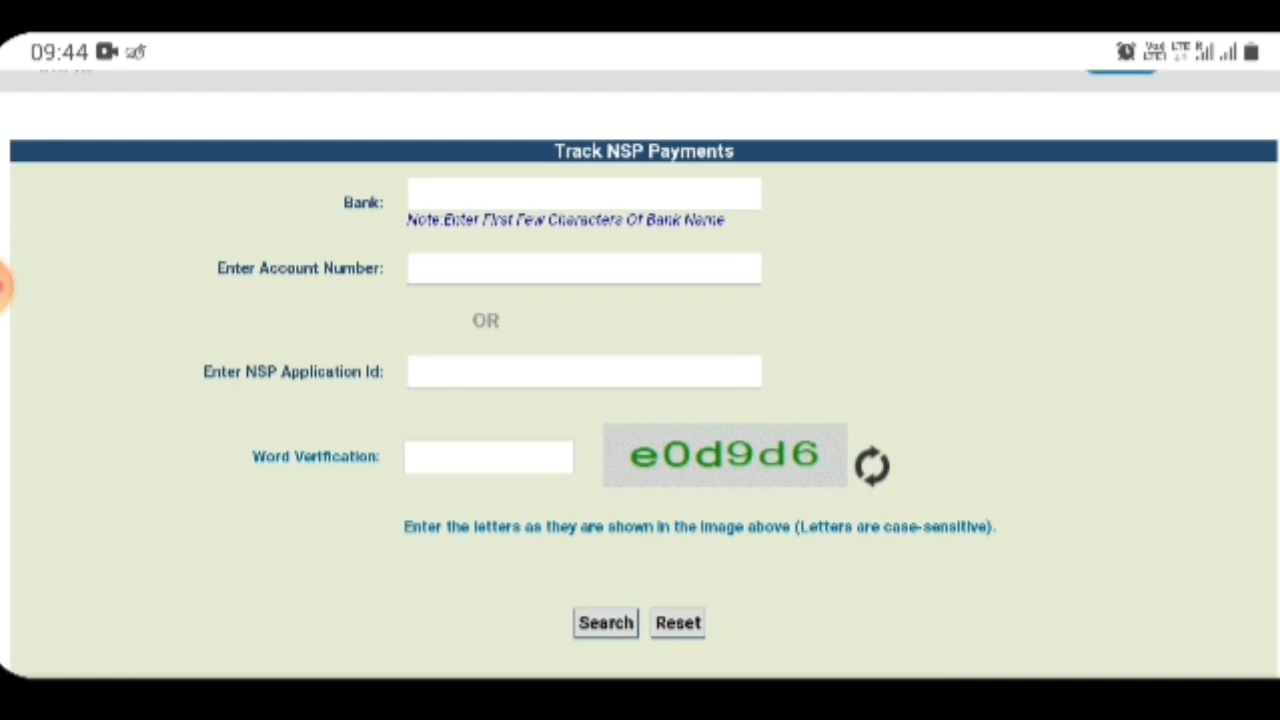 09:44
Track NSP Payments
Bank:
Note:Enter First Few Characters Of Bank Name
Enter Account Number:
OR
Enter NSP Application Id:
Word Verification:
e0d9d6
Enter the letters as they are shown in the image above (Letters are case-sensitive).
Search Reset